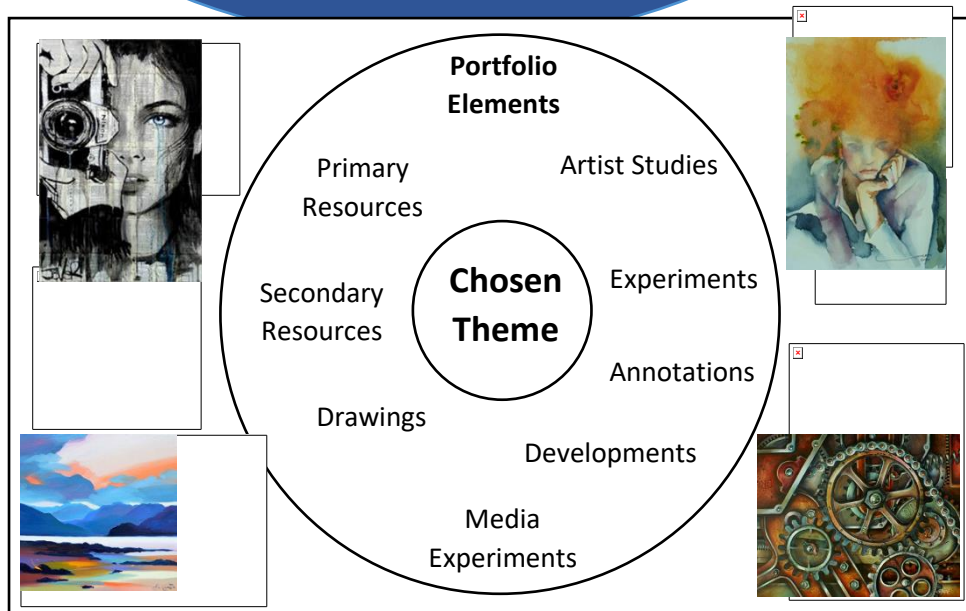 Portfolio
Elements
Artist Studies
Primary
Resources
Chosen
Theme
Experiments
Secondary
Resources
Annotations
Drawings
Developments
Media
Experiments